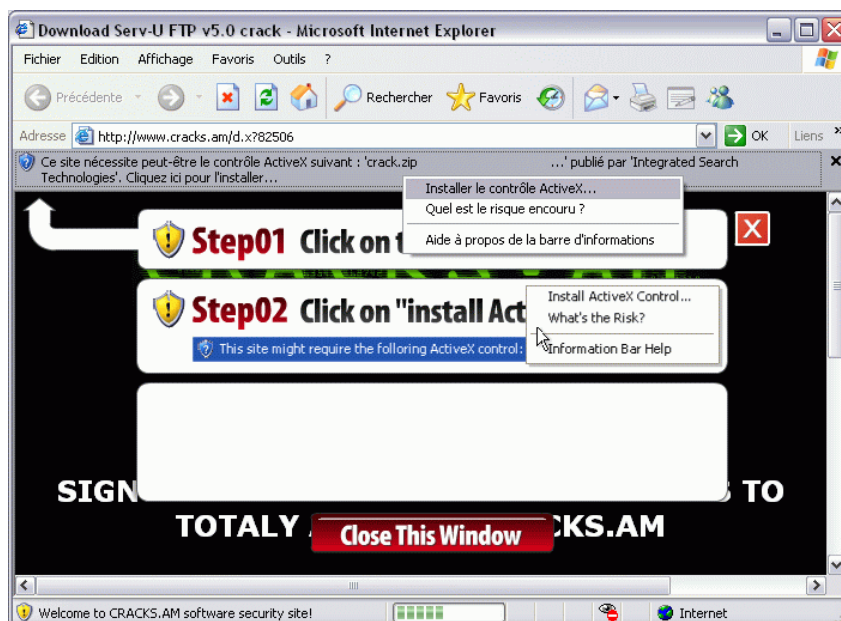 Download Serv-U FTP v5.0 crack - Microsoft Internet Explorer
Fichier Edition Affichage Favoris Outils ?
Précédente Rechercher Favoris
Adresse http://www.cracks.am/d.x?82506 OK Liens »
Ce site nécessite peut-être le contrôle ActiveX suivant : 'crack.zip ...' publié par 'Integrated Search
Technologies'. Cliquez ici pour l'installer...
Installer le contrôle ActiveX...
Quel est le risque encouru ?
Aide à propos de la barre d'informations
Step01 Click on
Step02 Click on "install Act
Install ActiveX Control...
What's the Risk?
Information Bar Help
This site might require the folloring ActiveX control:
SIGN TO
TOTALY CKS.AM
Close This Window
Welcome to CRACKS.AM software security site! Internet